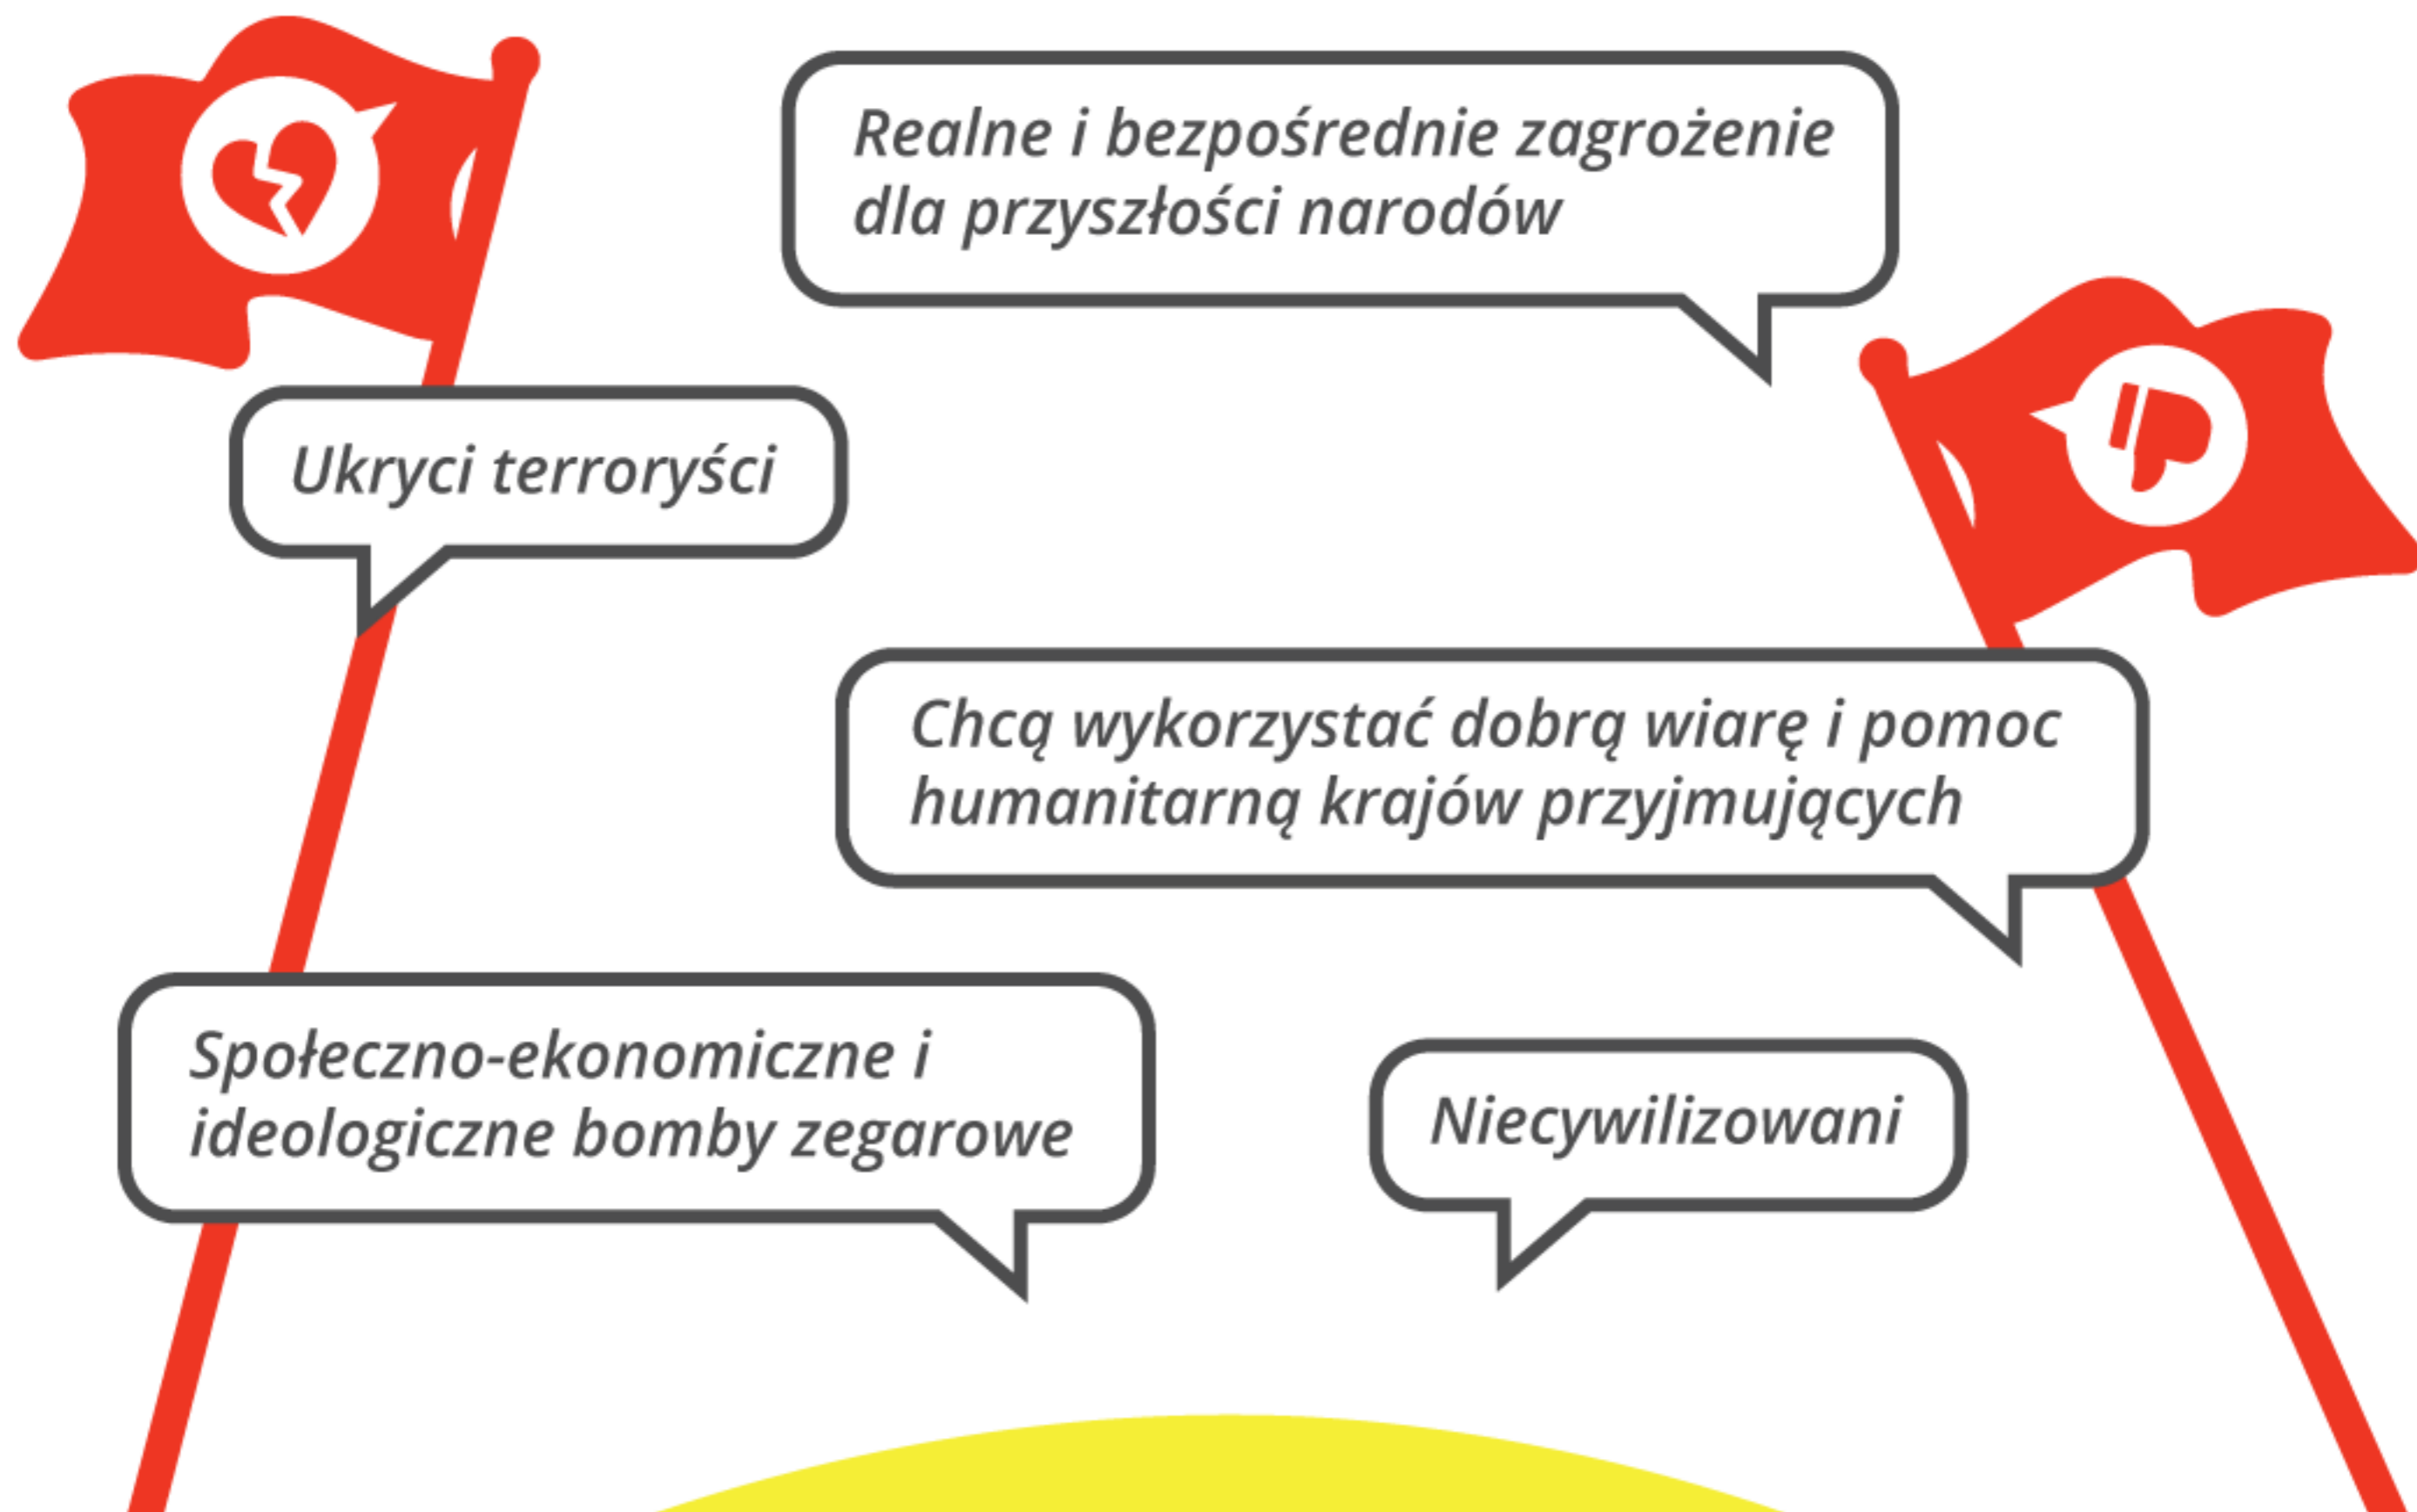 Realne i bezpośrednie zagrożenie
dla przyszłości narodów
Ukryci terroryści
Chcą wykorzystać dobrą wiarę i pomoc
humanitarną krajów przyjmujących
Społeczno-ekonomiczne i
ideologiczne bomby zegarowe
Niecywilizowani